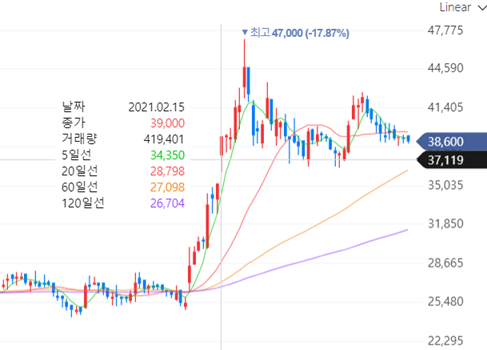 Linear
최고 47,000 (-17.87%)
47,775
44,590
41,405
38,600
37,119
35,035
31,850
28,665
25,480
22,295
날짜 2021.02.15
종가 39,000
거래량 419,401
5일선 34,350
20일선 28,798
60일선 27,098
120일선 26,704